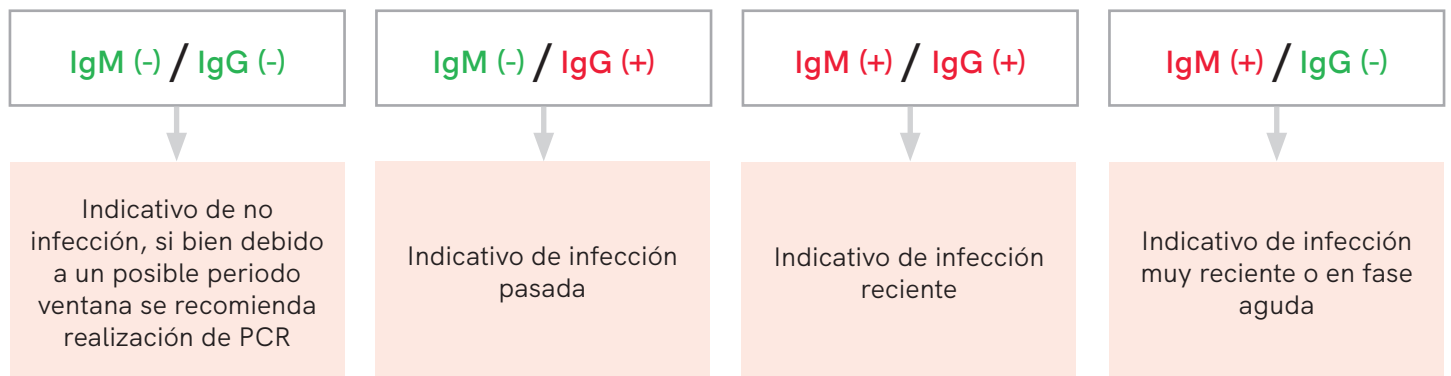 IgM (-) / IgG (-)
Indicativo de no
infección, si bien debido
a un posible periodo
ventana se recomienda
realización de PCR
IgM (-) / IgG (+)
Indicativo de infección
pasada
IgM (+) / IgG (+)
Indicativo de infección
reciente
IgM (+) / IgG (-)
Indicativo de infección
muy reciente o en fase
aguda